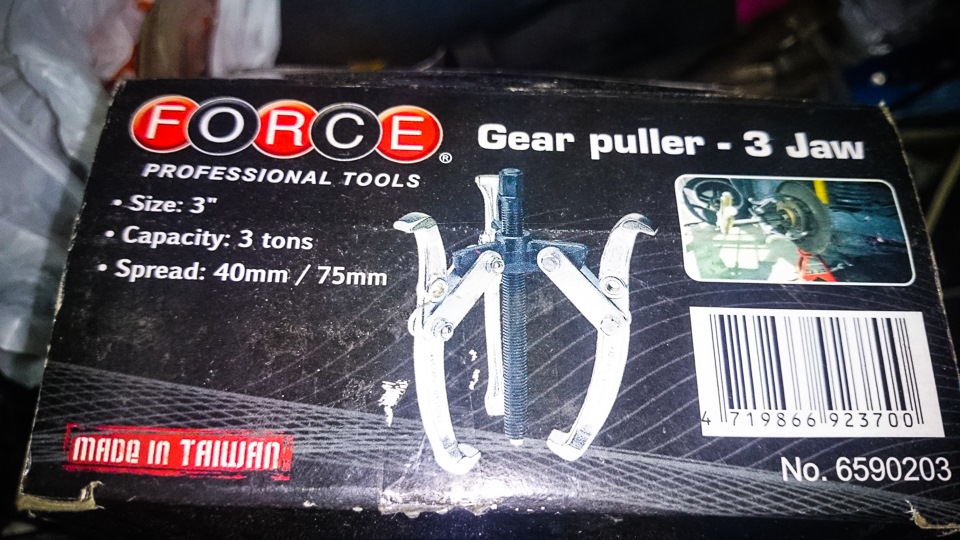 FORCE®
PROFESSIONAL TOOLS
Gear puller - 3 Jaw
• Size: 3"
• Capacity: 3 tons
• Spread: 40mm / 75mm
4 719866 923700
MADE IN TAIWAN
No. 6590203